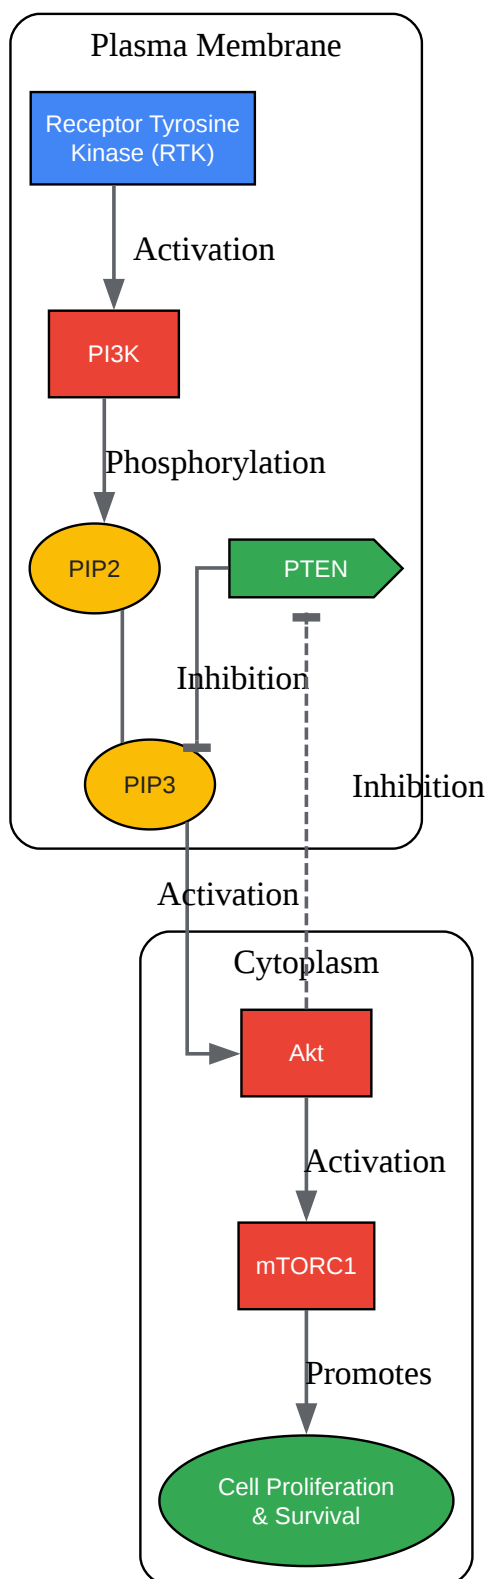 Plasma Membrane
Receptor Tyrosine
Kinase (RTK)
Activation
PI3K
Phosphorylation
PIP2
PTEN
Inhibition
PIP3
Inhibition
Activation
Cytoplasm
Akt
Activation
mTORC1
Promotes
Cell Proliferation
& Survival